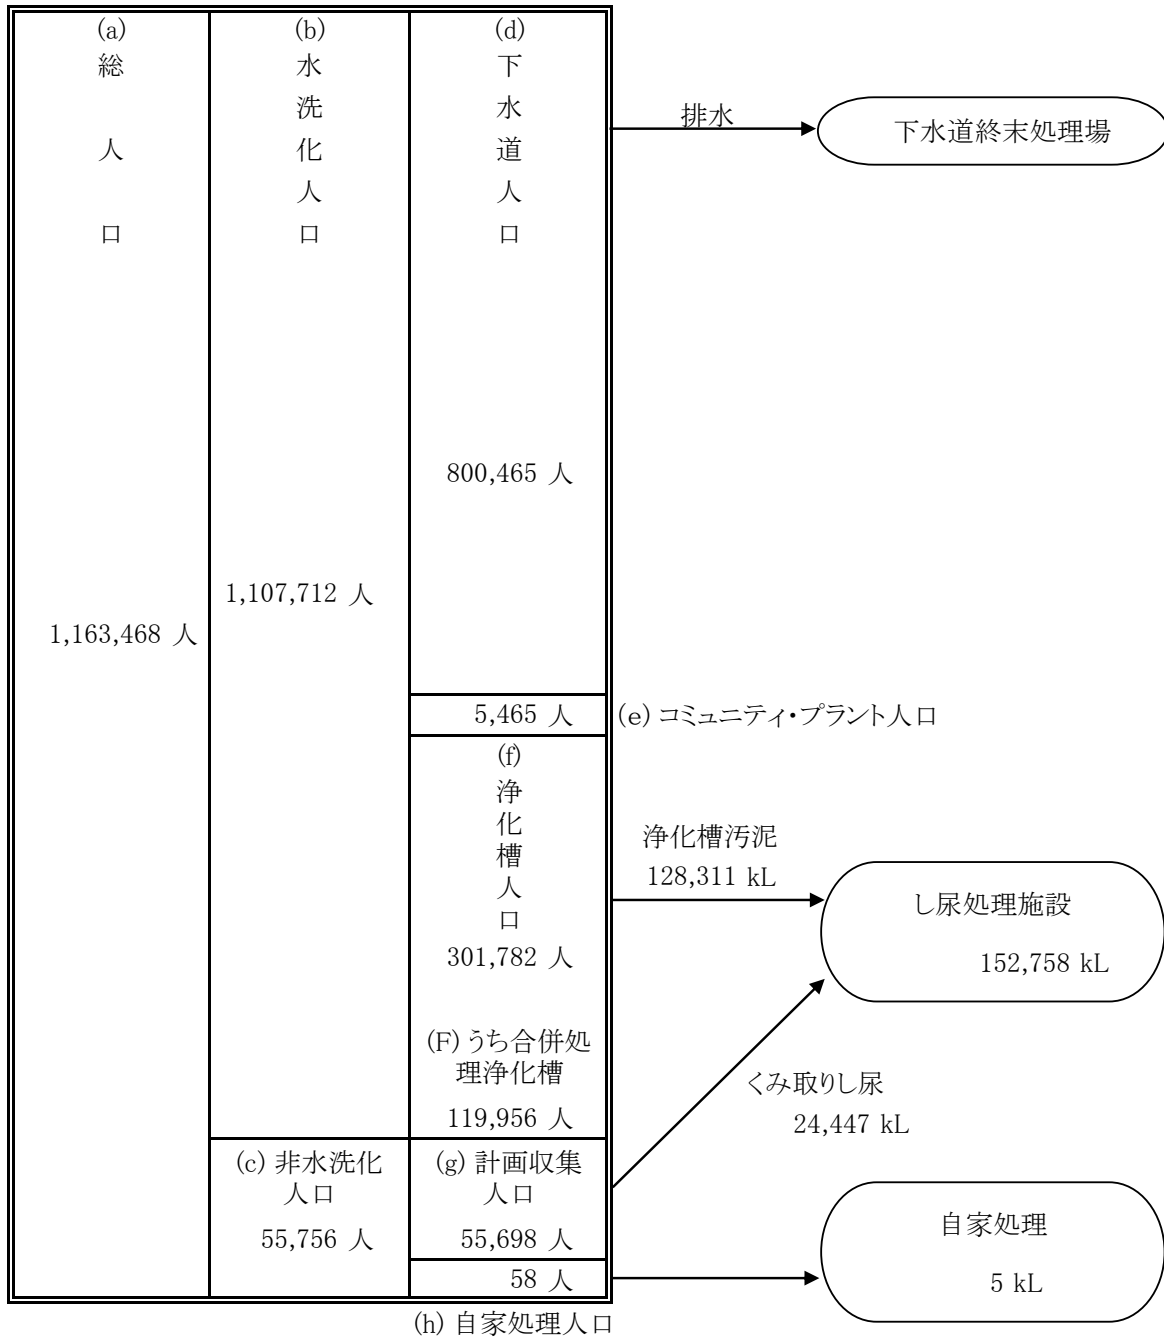 (a)
総
人
口
1,163,468 人
(b)
水
洗
化
人
口
1,107,712 人
(c) 非水洗化
人口
55,756 人
(d)
下
水
道
人
口
800,465 人
5,465 人
(e) コミュニティ・プラント人口
(f)
浄
化
槽
人
口
301,782 人
(F) うち合併処
理浄化槽
119,956 人
(g) 計画収集
人口
55,698 人
58 人
(h) 自家処理人口
排水
下水道終末処理場
浄化槽汚泥
128,311 kL
し尿処理施設
152,758 kL
くみ取りし尿
24,447 kL
自家処理
5 kL